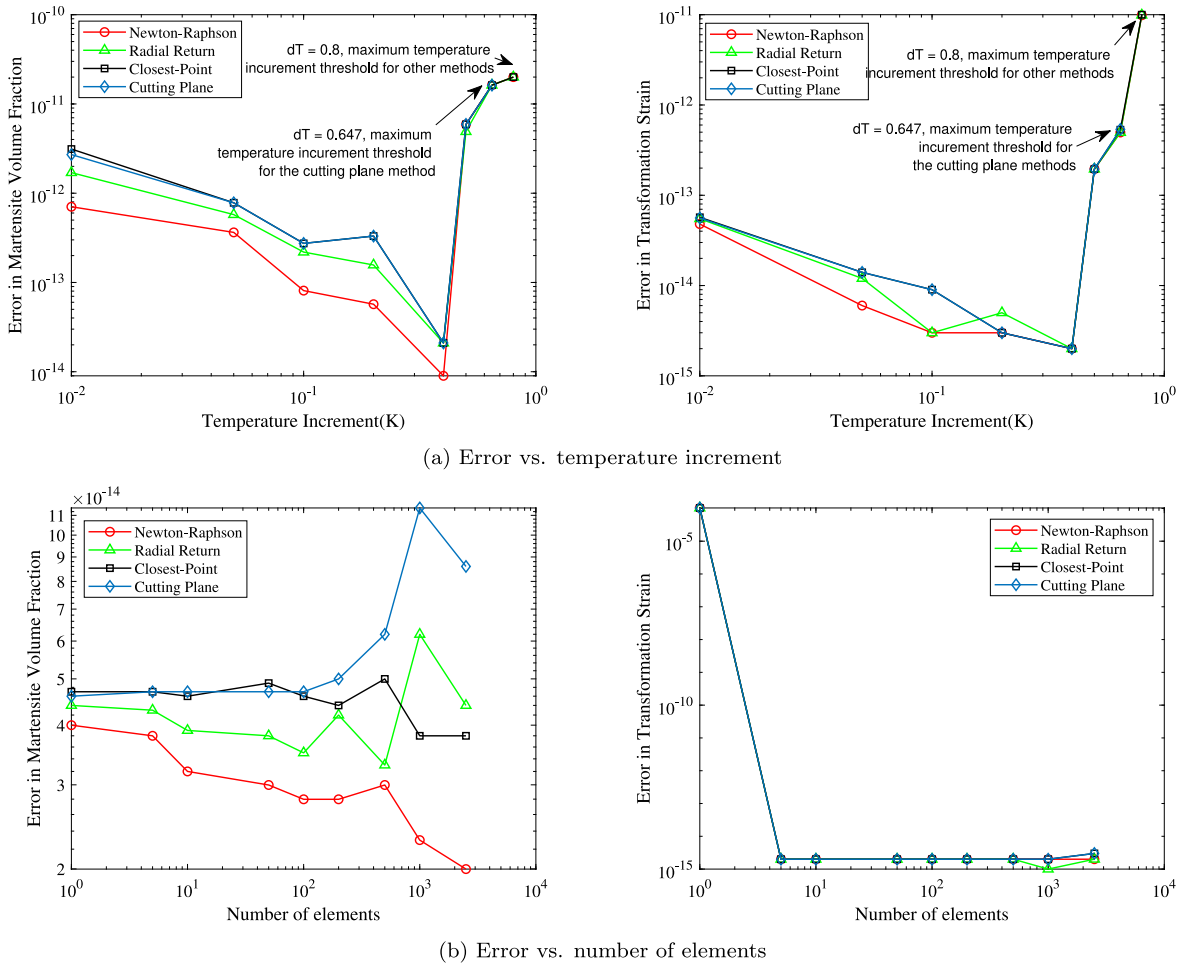 Error in Martensite Volume Fraction
10^-10
10^-11
10^-12
10^-13
10^-14
Newton-Raphson
Radial Return
Closest-Point
Cutting Plane
dT = 0.8, maximum temperature
incurement threshold for other methods
dT = 0.647, maximum
temperature incurement threshold
for the cutting plane method
10^-2
10^-1
10^0
Temperature Increment(K)
Error in Transformation Strain
10^-11
10^-12
10^-13
10^-14
10^-15
Newton-Raphson
Radial Return
Closest-Point
Cutting Plane
dT = 0.8, maximum temperature
incurement threshold for other methods
dT = 0.647, maximum temperature
incurement threshold for
the cutting plane methods
10^-2
10^-1
10^0
Temperature Increment(K)
(a) Error vs. temperature increment
Error in Martensite Volume Fraction
×10^-14
11
10
9
8
7
6
5
4
3
2
Newton-Raphson
Radial Return
Closest-Point
Cutting Plane
10^0
10^1
10^2
10^3
10^4
Number of elements
Error in Transformation Strain
10^-5
10^-10
10^-15
Newton-Raphson
Radial Return
Closest-Point
Cutting Plane
10^0
10^1
10^2
10^3
10^4
Number of elements
(b) Error vs. number of elements